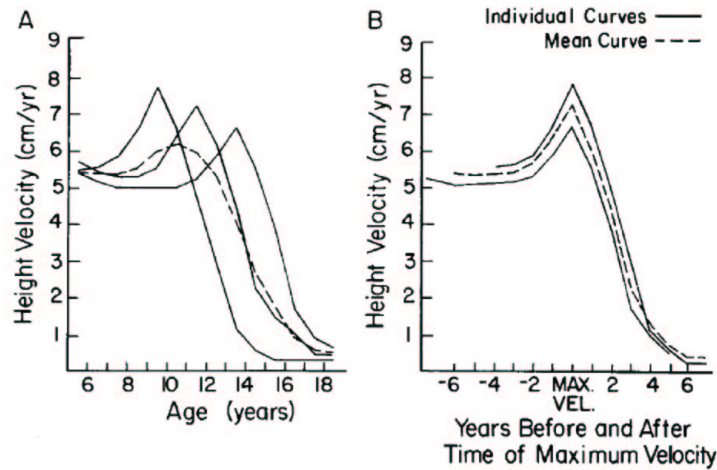 A
Height Velocity (cm/yr)
9
8
7
6
5
4
3
2
1
6 8 10 12 14 16 18
Age (years)
B
Individual Curves
Mean Curve
Height Velocity (cm/yr)
9
8
7
6
5
4
3
2
1
-6 -4 -2 MAX. 2 4 6
VEL.
Years Before and After
Time of Maximum Velocity